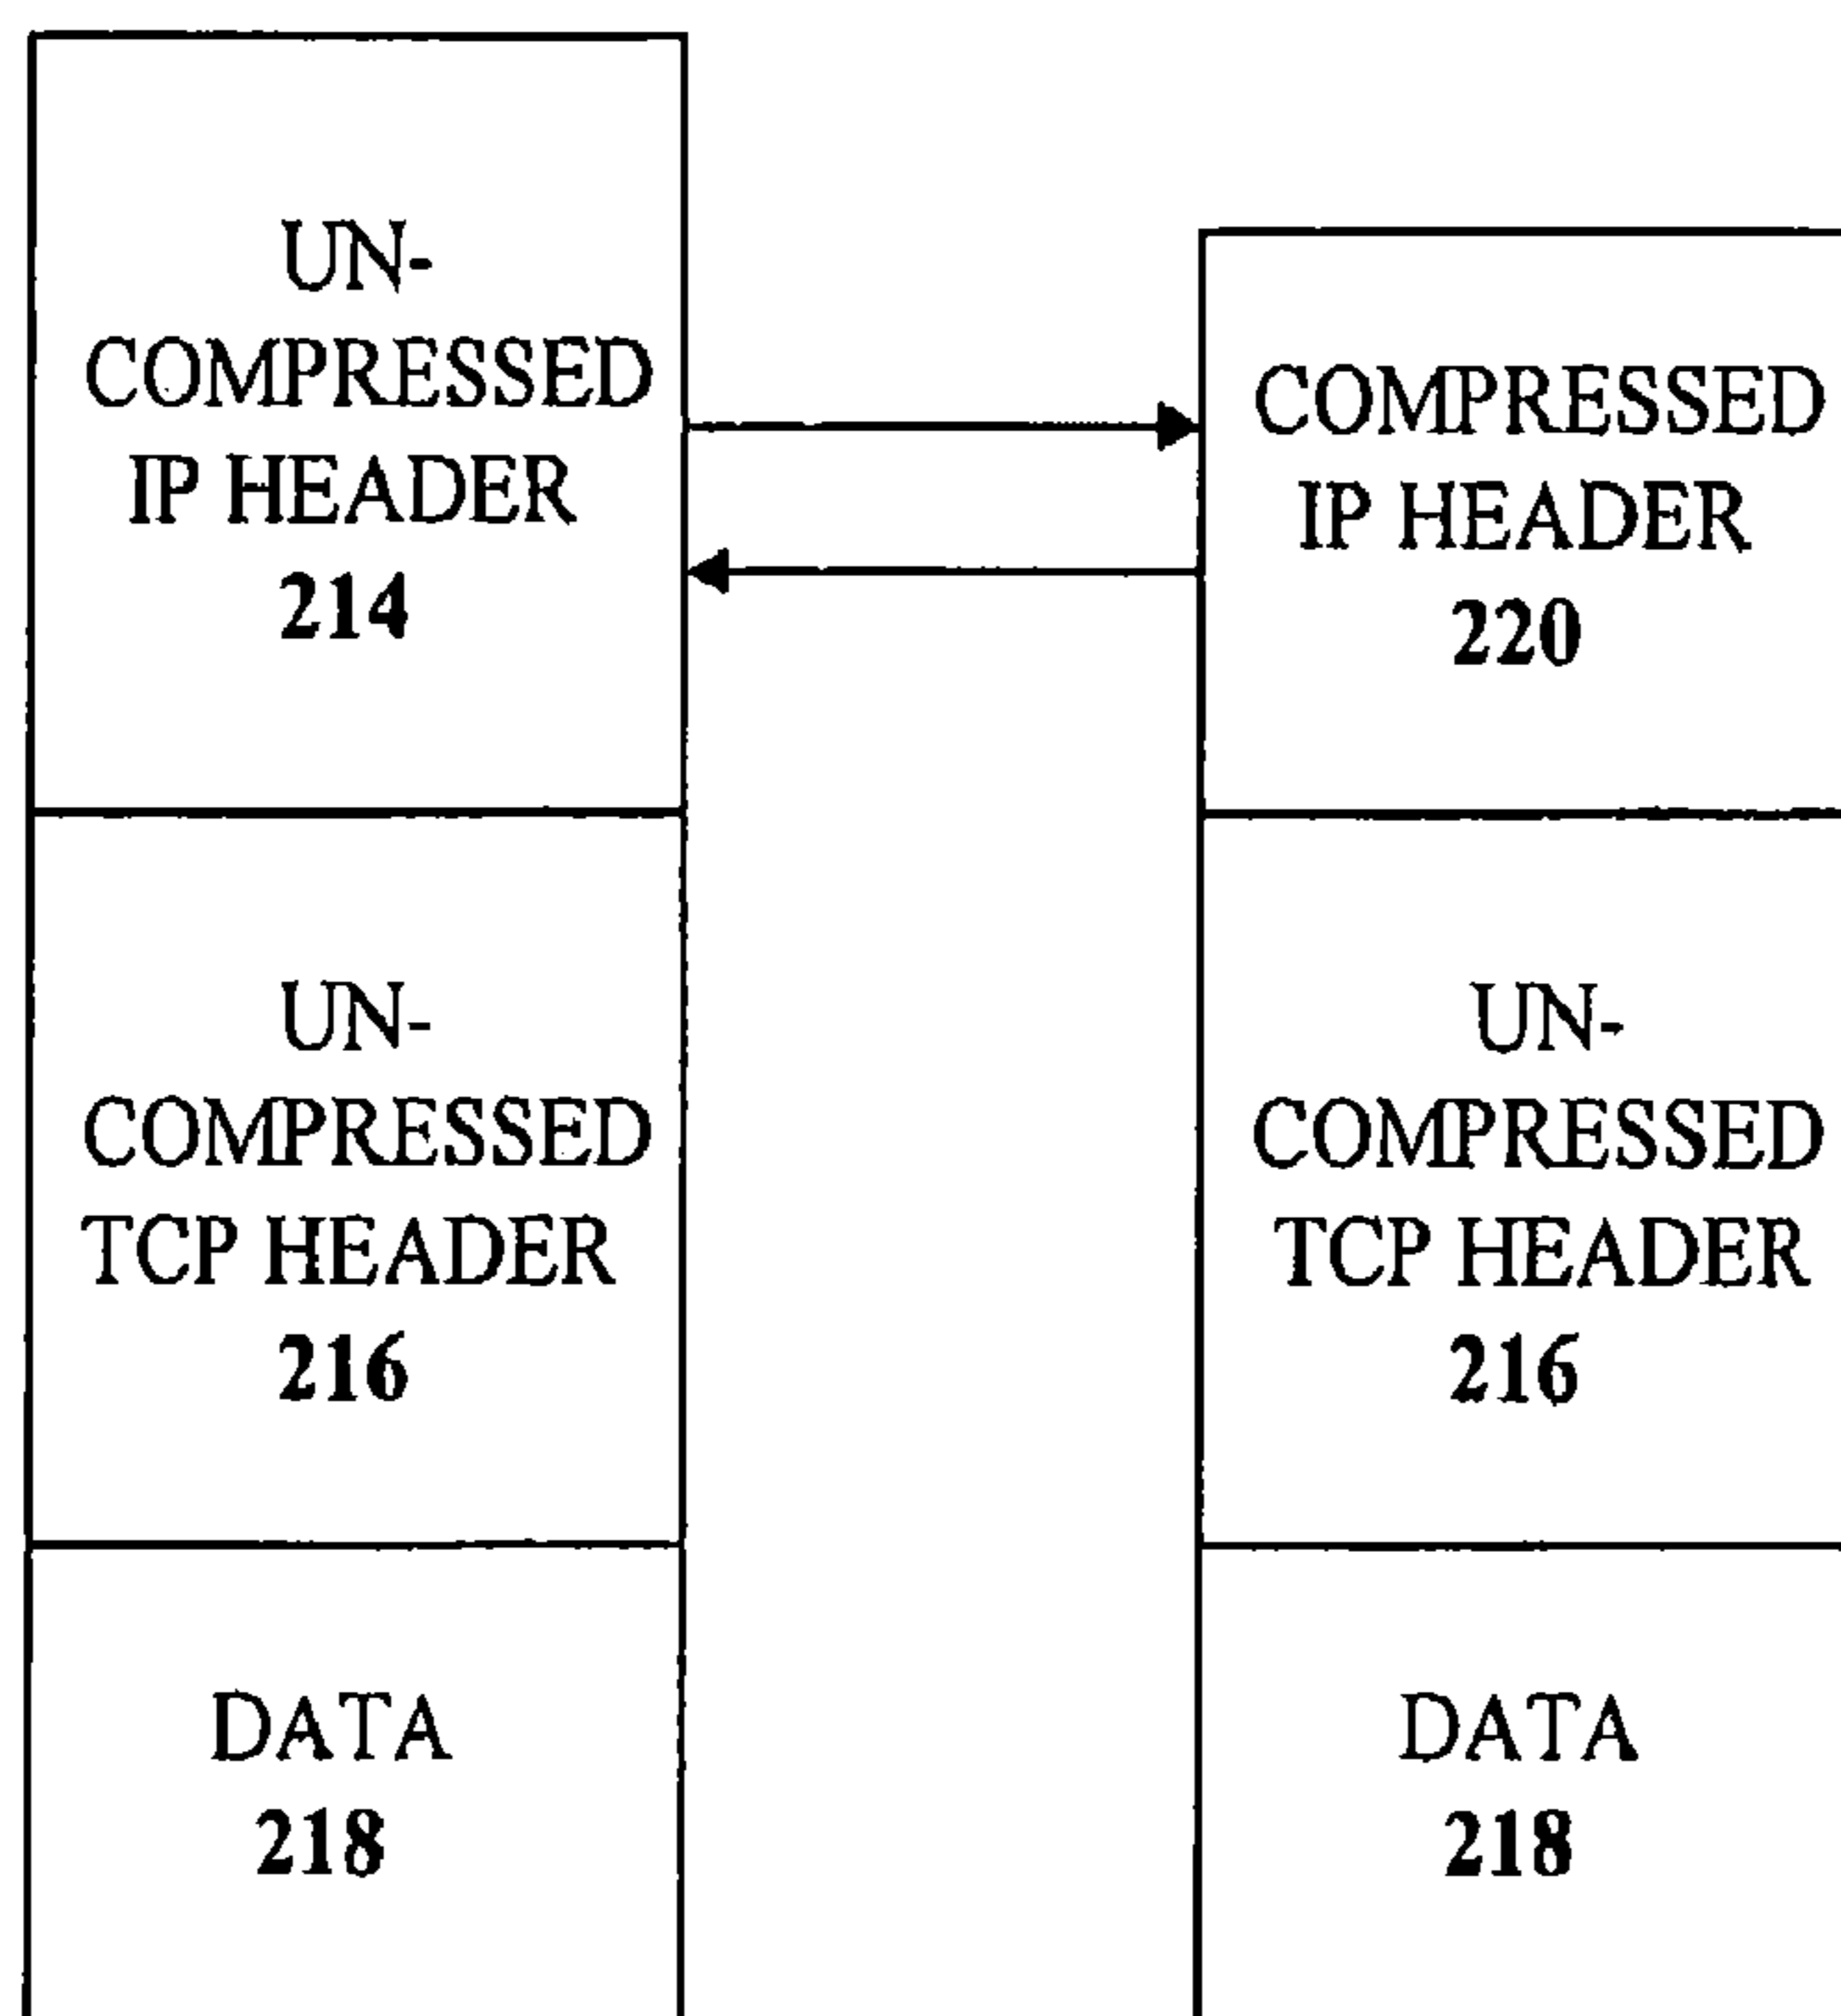 UN-
COMPRESSED
IP HEADER
214
COMPRESSED
IP HEADER
220
UN-
COMPRESSED
TCP HEADER
216
UN-
COMPRESSED
TCP HEADER
216
DATA
218
DATA
218